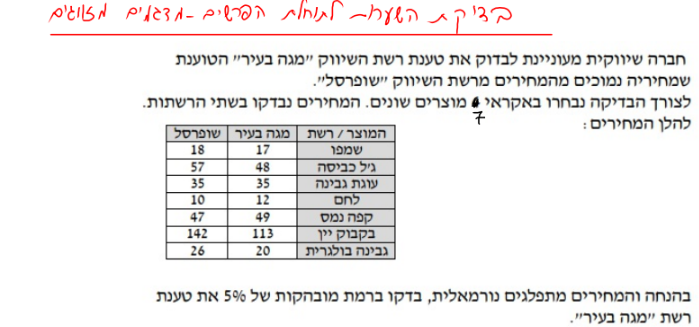 בדיקת השערות לתוחלת הפרשים - מדגמים מזווגים
חברה שיווקית מעוניינת לבדוק את טענת רשת השיווק "מגה בעיר" הטוענת
שמחיריה נמוכים מהמחירים מרשת השיווק "שופרסל".
לצורך הבדיקה נבחרו באקראי 7 מוצרים שונים. המחירים נבדקו בשתי הרשתות.
להלן המחירים:
המוצר / רשת מגה בעיר שופרסל
שמפו 17 18
ג'ל כביסה 48 57
עוגת גבינה 35 35
לחם 12 10
קפה נמס 49 47
בקבוק יין 113 142
גבינה בולגרית 20 26
בהנחה והמחירים מתפלגים נורמאלית, בדקו ברמת מובהקות של 5% את טענת
רשת "מגה בעיר".